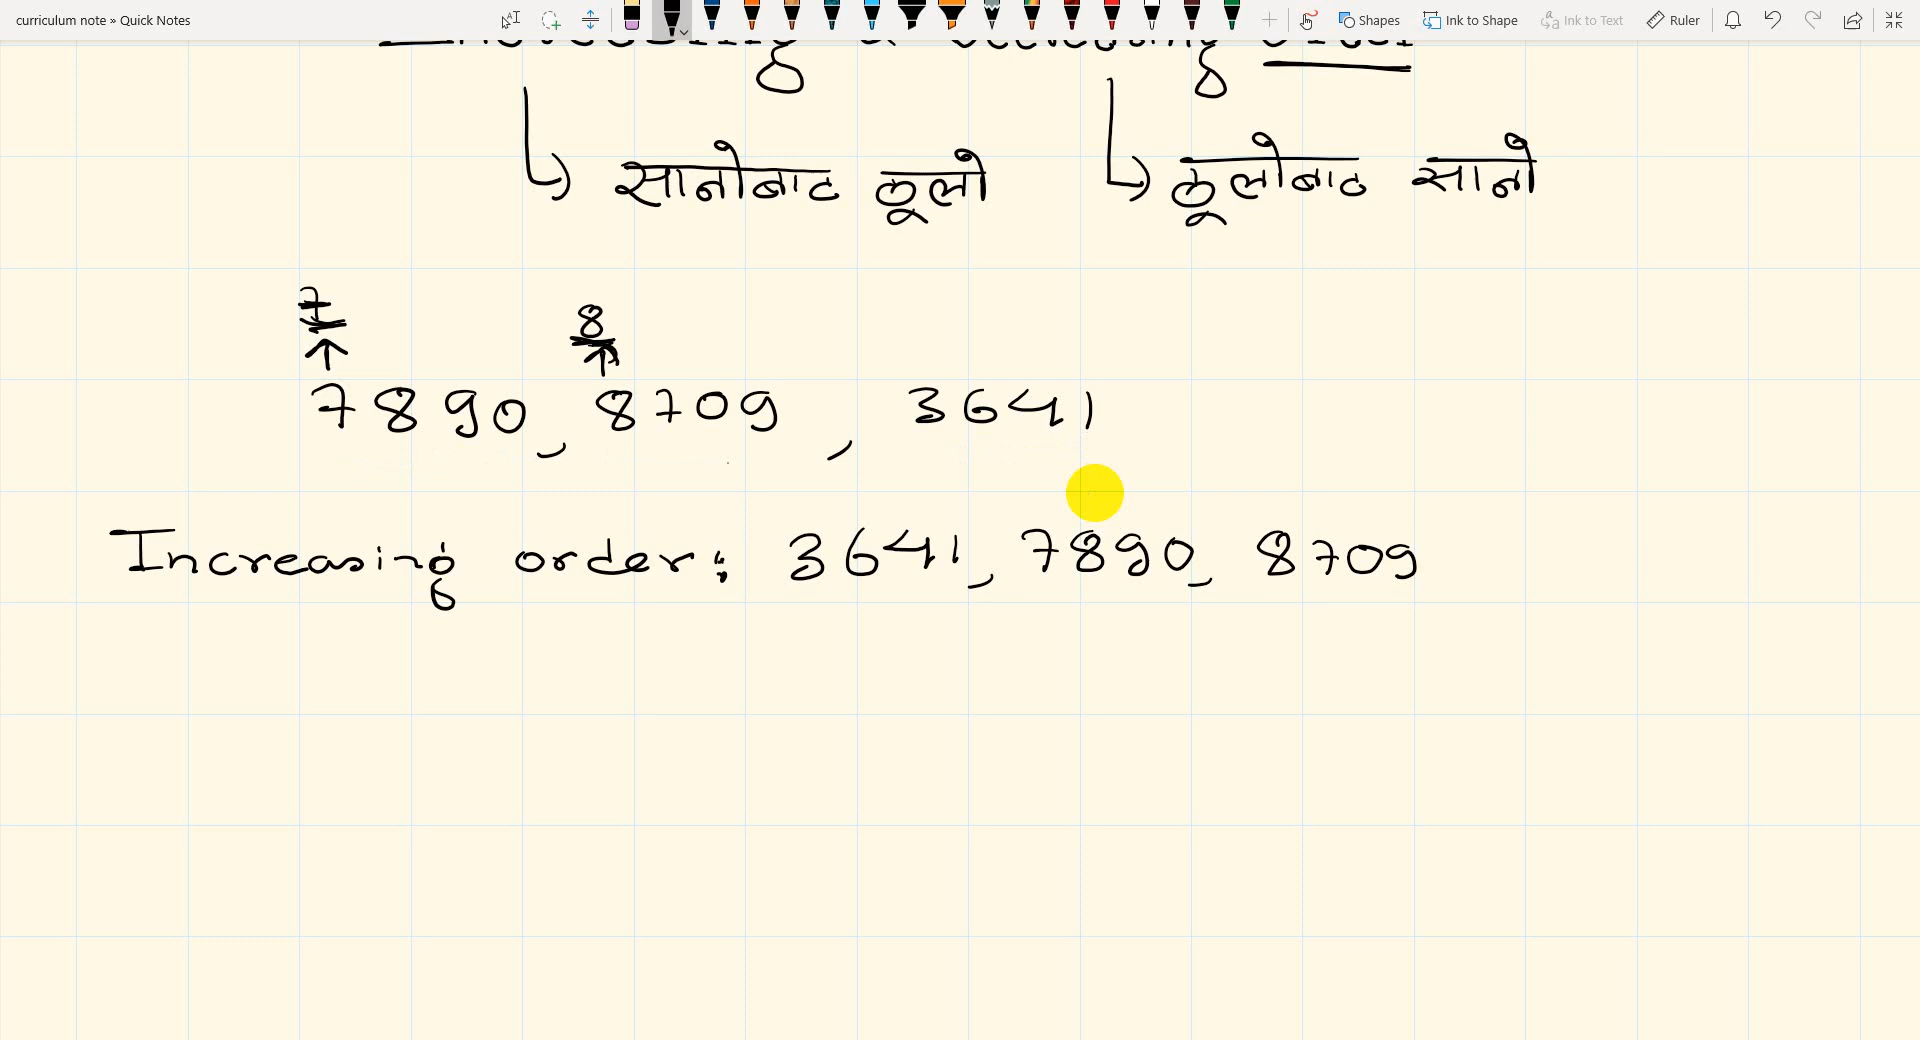 curriculum note » Quick Notes
Shapes Ink to Shape Ink to Text Ruler
सानोबाट ठूलो ठूलोबाट सानो
7 8
7890, 8709, 3641
Increasing order: 3641, 7890, 8709